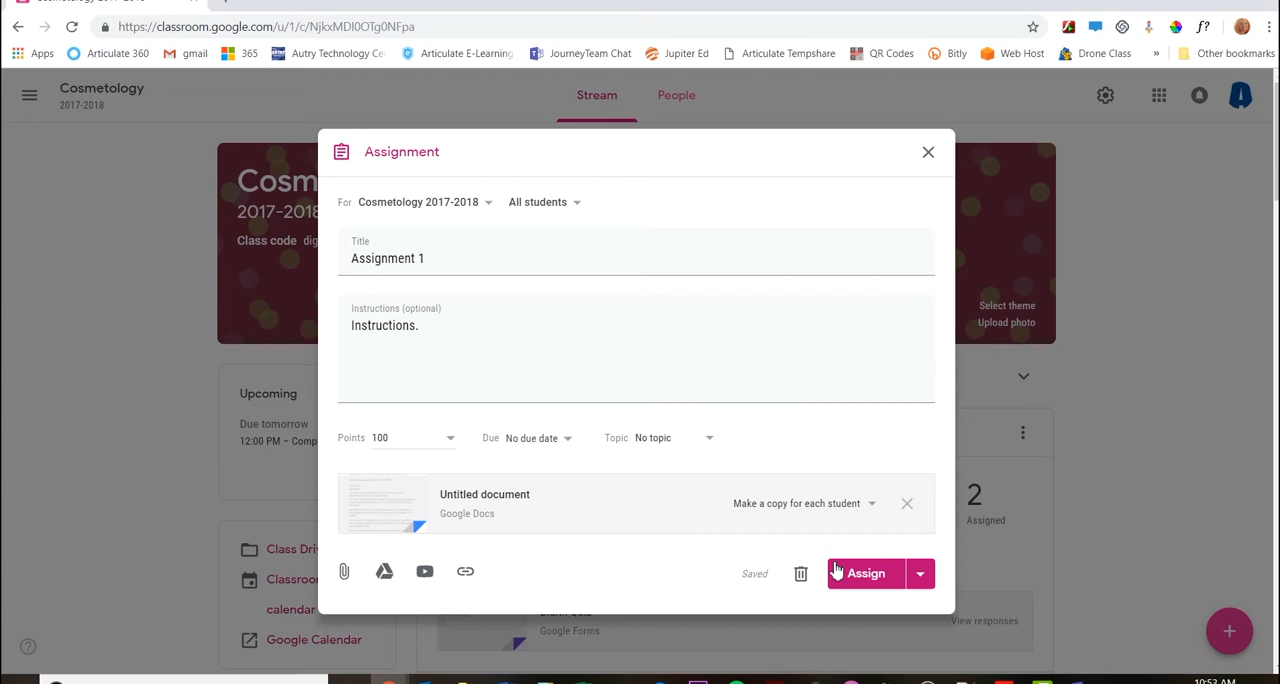 https://classroom.google.com/u/1/c/NjkxMDI0OTg0NFpa
f?
Apps
Articulate 360
gmail
365
Autry Technology Ce
Articulate E-Learning
JourneyTeam Chat
Jupiter Ed
Articulate Tempshare
QR Codes
Bitly
Web Host
Drone Class
»
Other bookmarks
Cosmetology
2017-2018
Stream
People
Assignment
For Cosmetology 2017-2018 All students
Title
Assignment 1
Instructions (optional)
Instructions.
Points 100 Due No due date Topic No topic
Untitled document
Google Docs
Make a copy for each student
Saved
Assign
Cosm
2017-2018
Class code dig
Select theme
Upload photo
Upcoming
Due tomorrow
12:00 PM – Comp
2
Assigned
Class Dri
Classroo
calendar
Google Calendar
Google Forms
View responses
+
10:53 AM